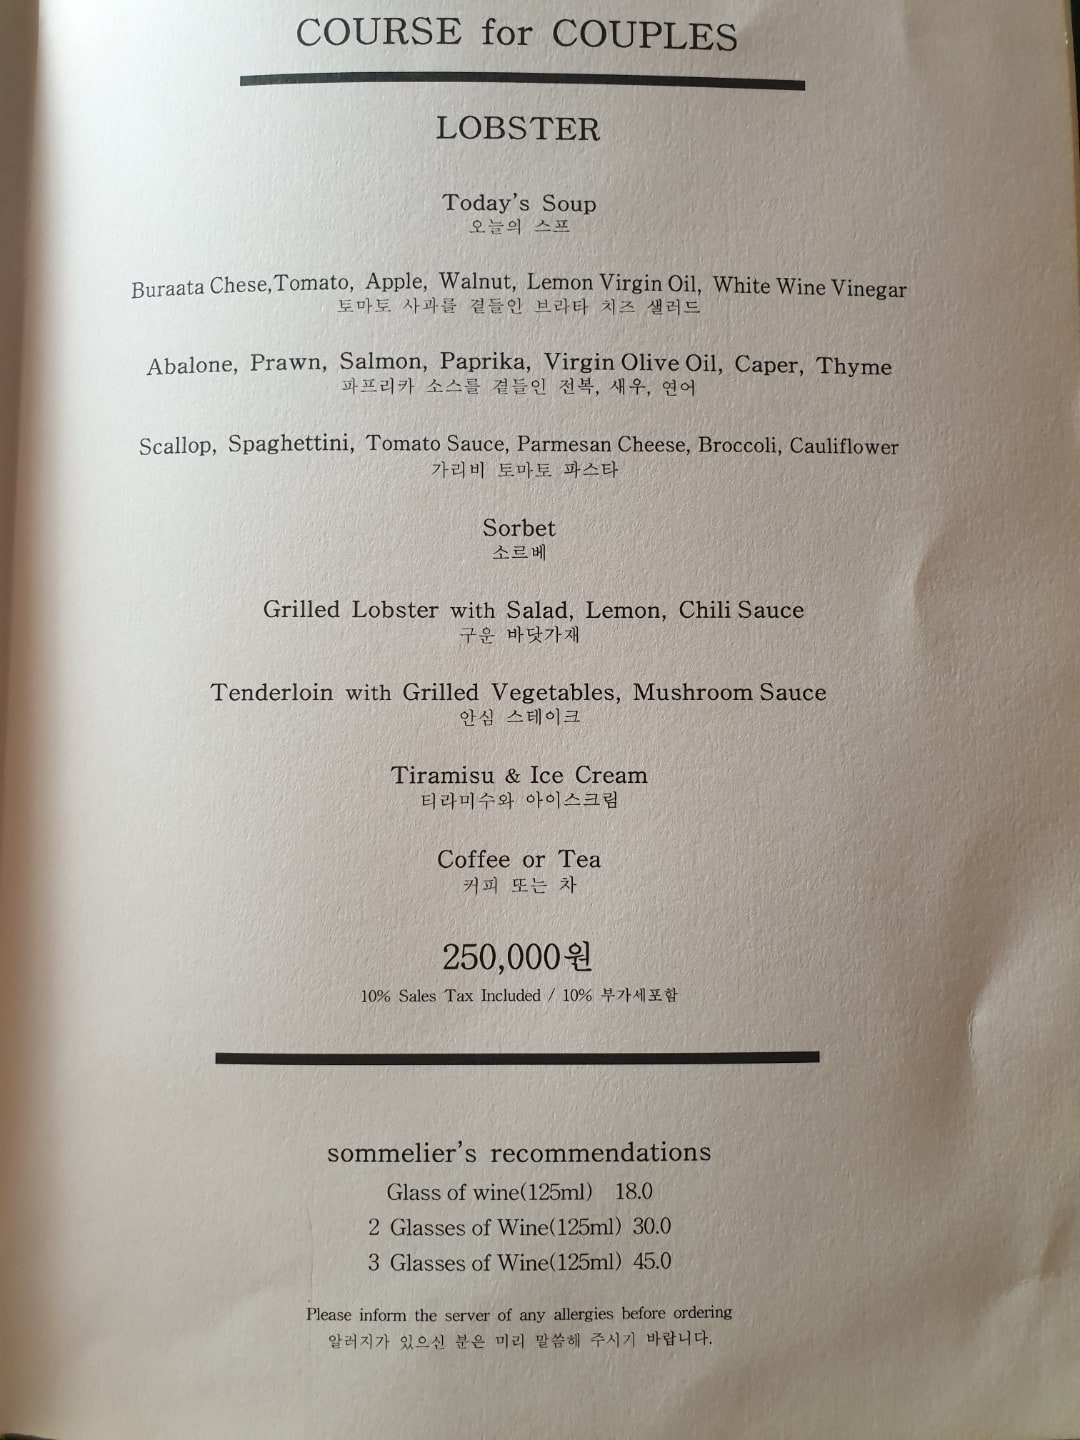 COURSE for COUPLES
LOBSTER
Today's Soup
오늘의 스프
Buraata Chese,Tomato, Apple, Walnut, Lemon Virgin Oil, White Wine Vinegar
토마토 사과를 곁들인 브라타 치즈 샐러드
Abalone, Prawn, Salmon, Paprika, Virgin Olive Oil, Caper, Thyme
파프리카 소스를 곁들인 전복, 새우, 연어
Scallop, Spaghettini, Tomato Sauce, Parmesan Cheese, Broccoli, Cauliflower
가리비 토마토 파스타
Sorbet
소르베
Grilled Lobster with Salad, Lemon, Chili Sauce
구운 바닷가재
Tenderloin with Grilled Vegetables, Mushroom Sauce
안심 스테이크
Tiramisu & Ice Cream
티라미수와 아이스크림
Coffee or Tea
커피 또는 차
250,000원
10% Sales Tax Included / 10% 부가세포함
sommelier's recommendations
Glass of wine(125ml) 18.0
2 Glasses of Wine(125ml) 30.0
3 Glasses of Wine(125ml) 45.0
Please inform the server of any allergies before ordering
알러지가 있으신 분은 미리 말씀해 주시기 바랍니다.